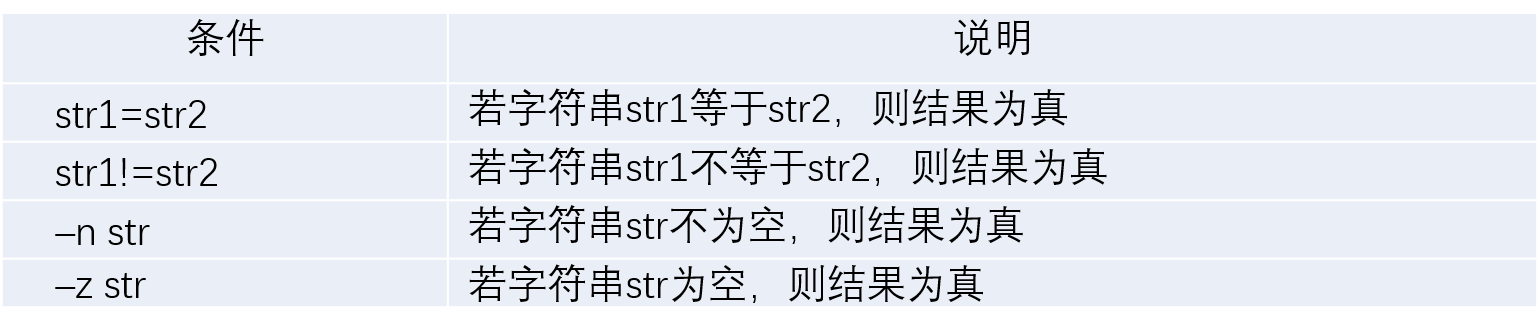 条件 说明
str1=str2 若字符串str1等于str2，则结果为真
str1!=str2 若字符串str1不等于str2，则结果为真
–n str 若字符串str不为空，则结果为真
–z str 若字符串str为空，则结果为真